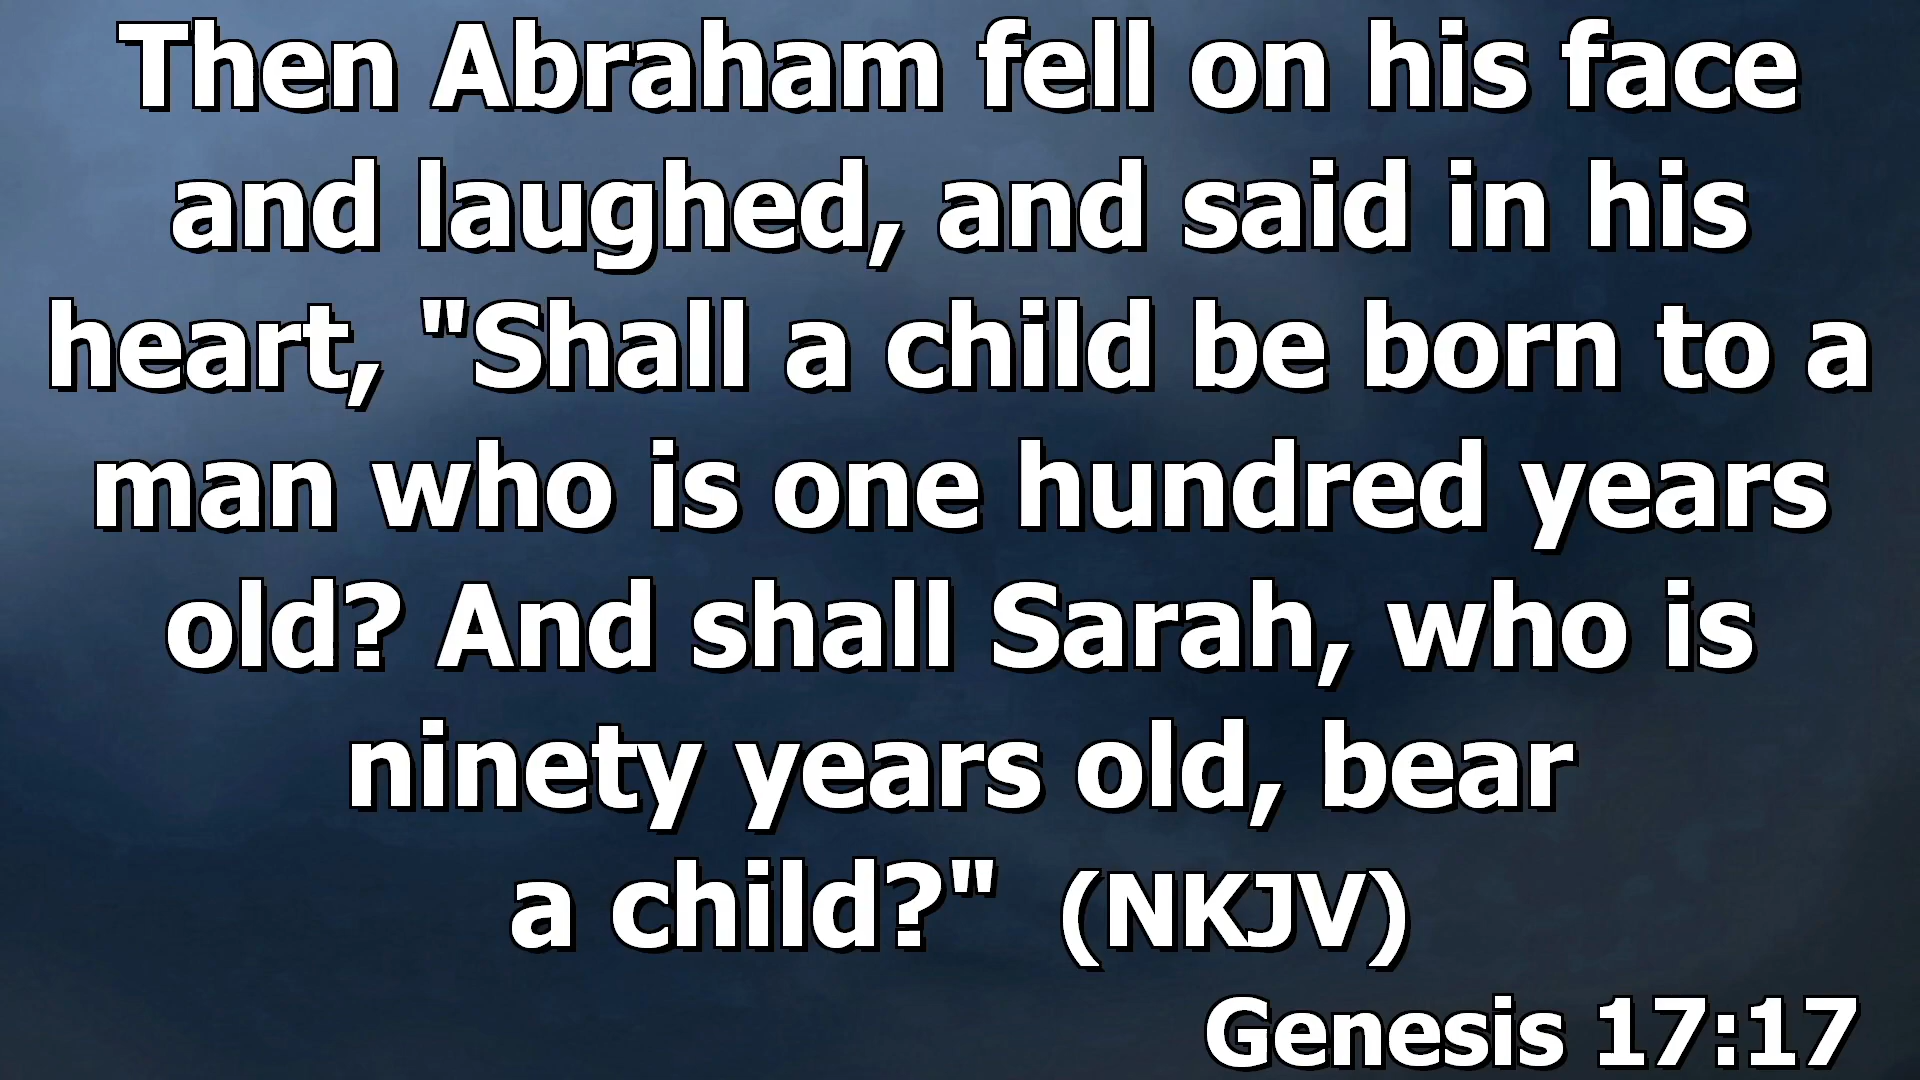 Then Abraham fell on his face
and laughed, and said in his
heart, "Shall a child be born to a
man who is one hundred years
old? And shall Sarah, who is
ninety years old, bear
a child?" (NKJV)
Genesis 17:17